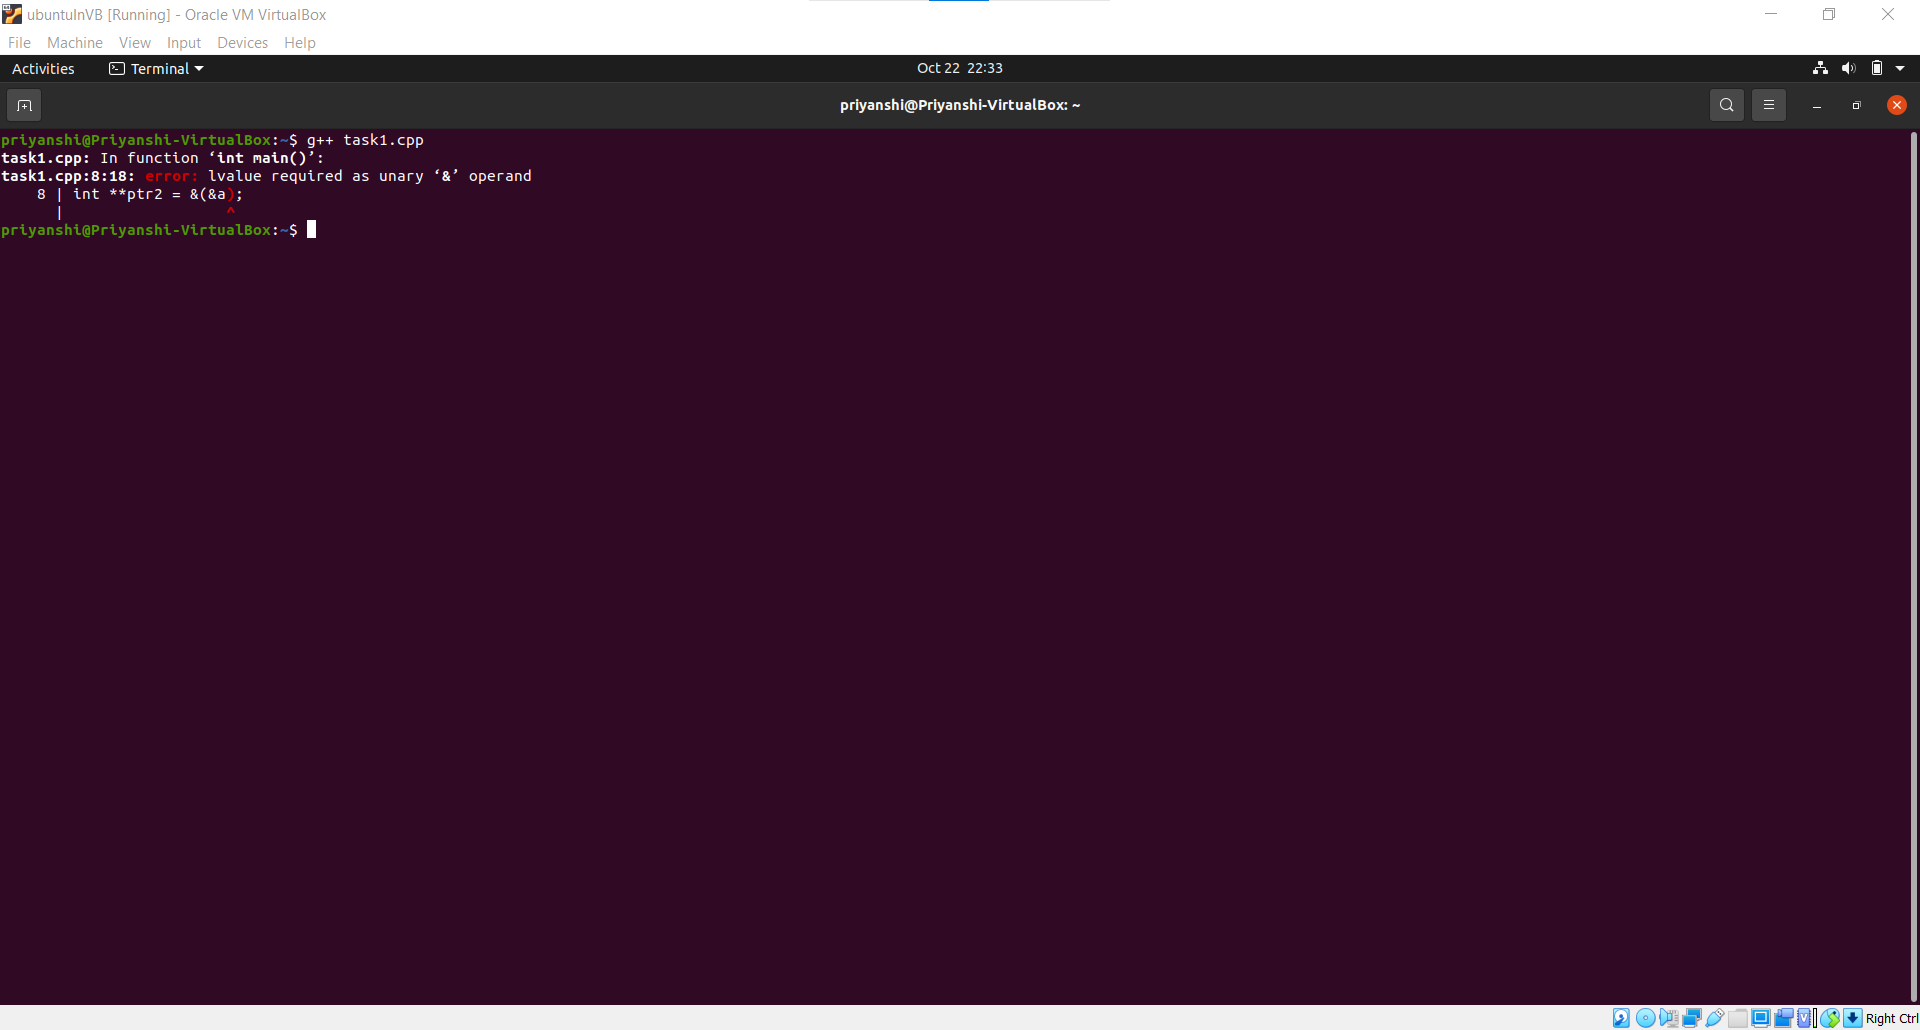 ubuntuInVB [Running] - Oracle VM VirtualBox
File Machine View Input Devices Help
Activities Terminal Oct 22 22:33
priyanshi@Priyanshi-VirtualBox: ~
priyanshi@Priyanshi-VirtualBox:~$ g++ task1.cpp
task1.cpp: In function ‘int main()’:
task1.cpp:8:18: error: lvalue required as unary ‘&’ operand
    8 | int **ptr2 = &(&a);
      |                  ^
priyanshi@Priyanshi-VirtualBox:~$
Right Ctrl